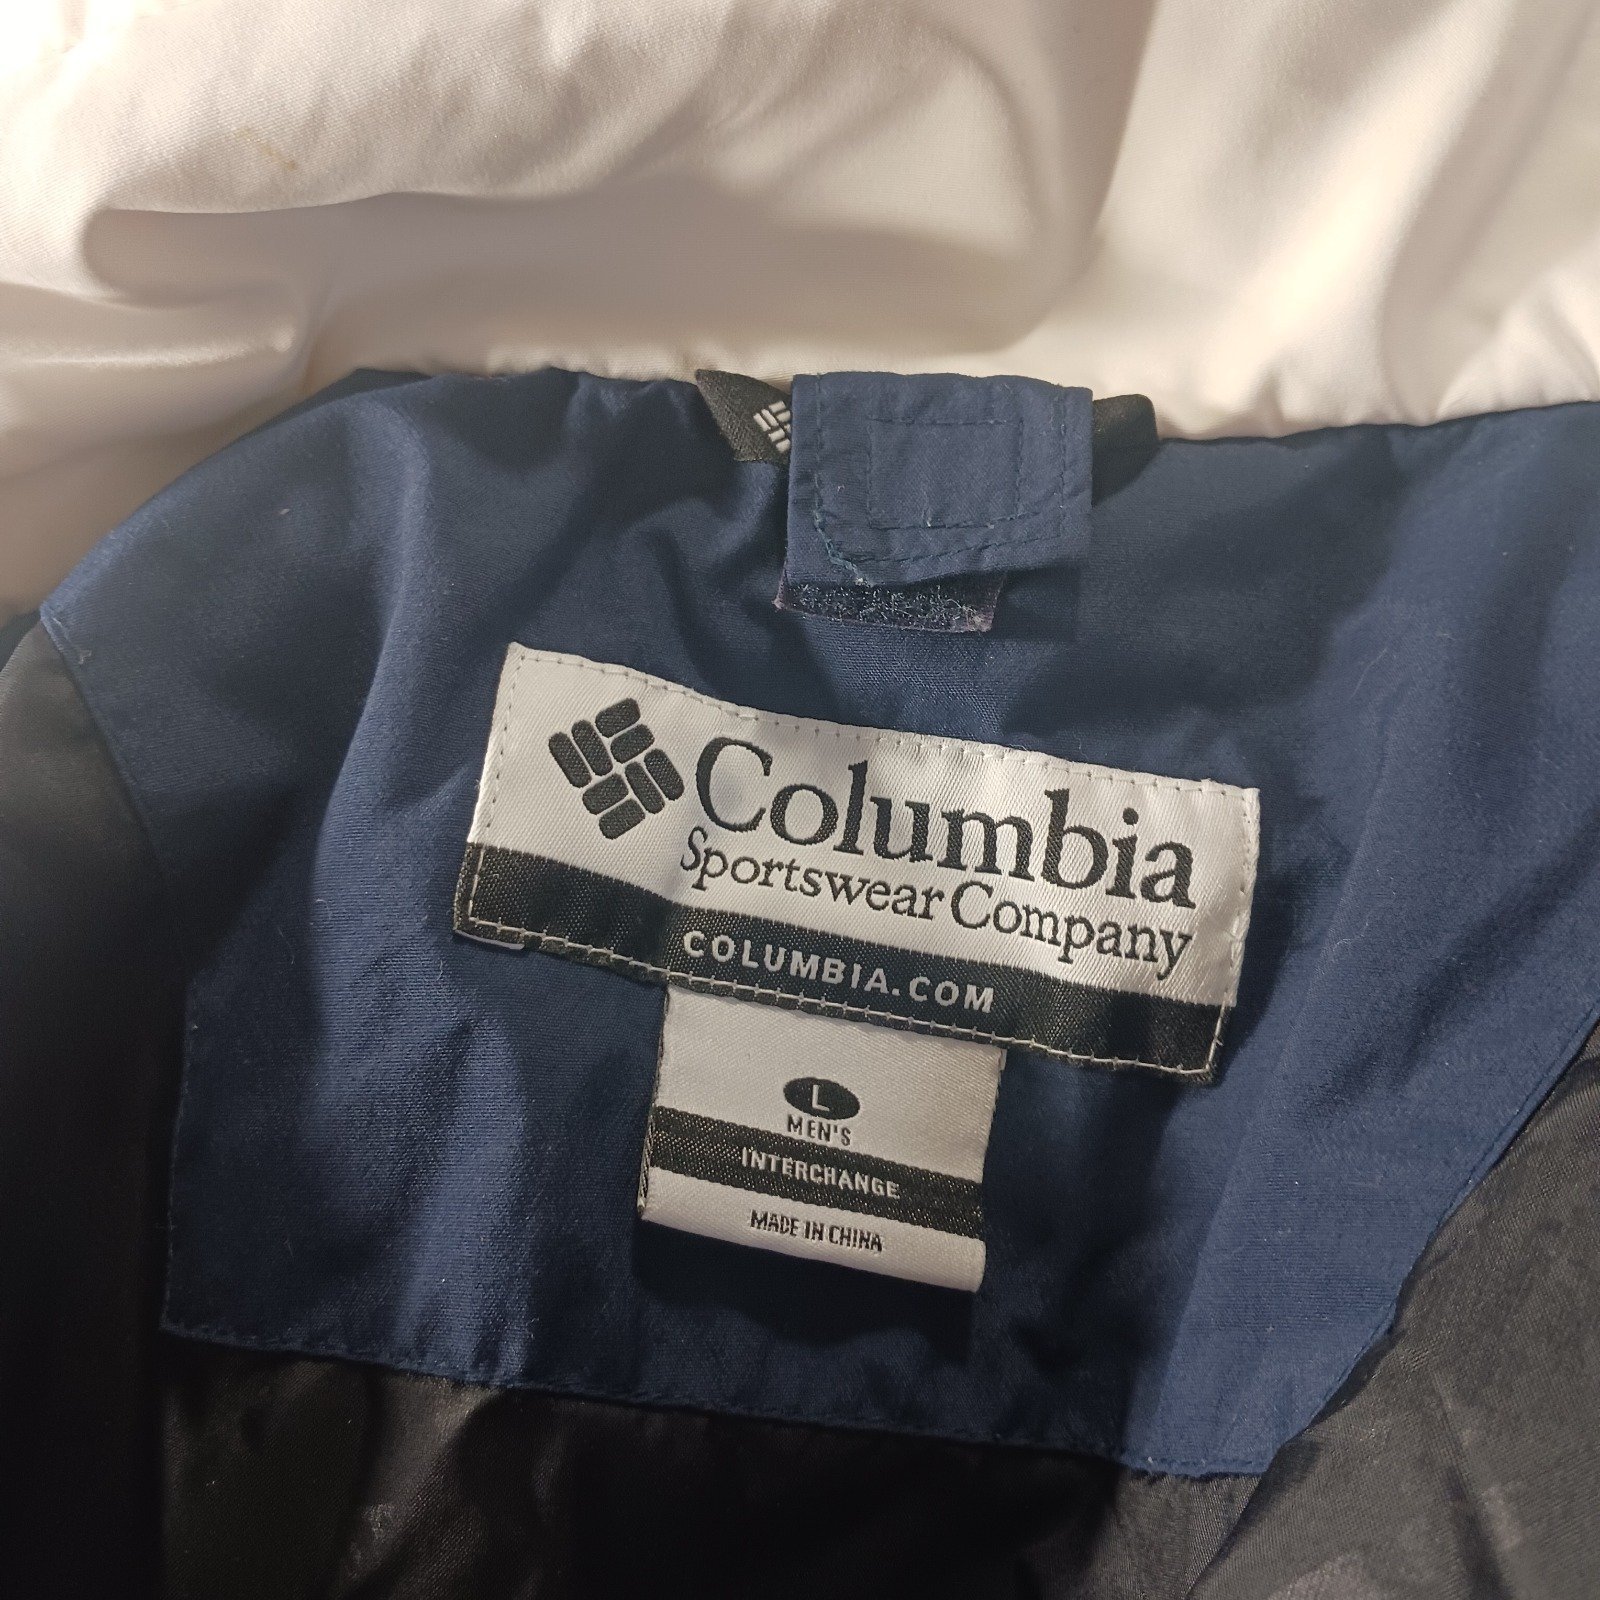 Columbia
Sportswear Company
COLUMBIA.COM
L
MEN'S
INTERCHANGE
MADE IN CHINA